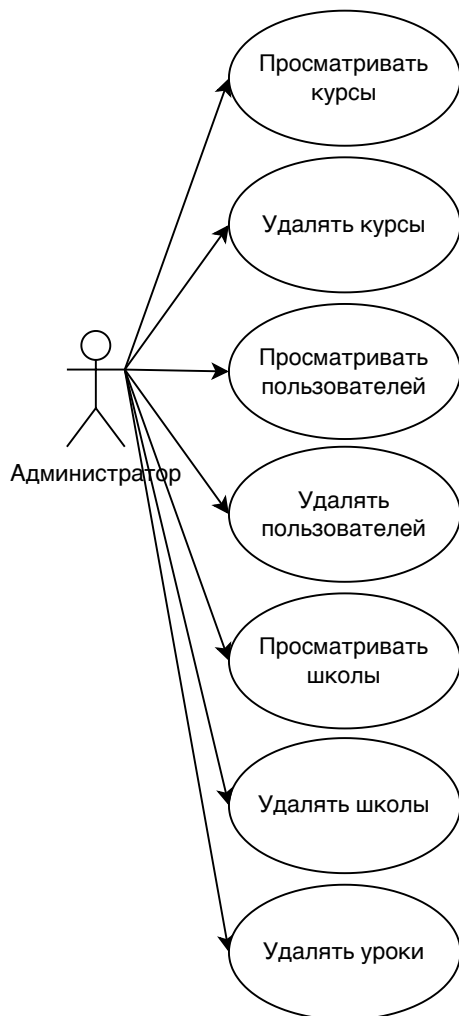 Просматривать
курсы
Удалять курсы
Просматривать
пользователей
Администратор
Удалять
пользователей
Просматривать
школы
Удалять школы
Удалять уроки